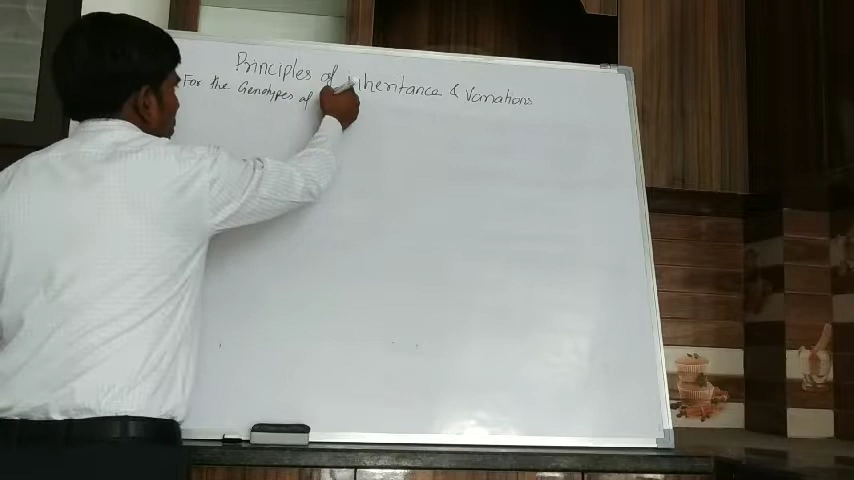 Principles of Inheritance & Variations
For the Genotypes of